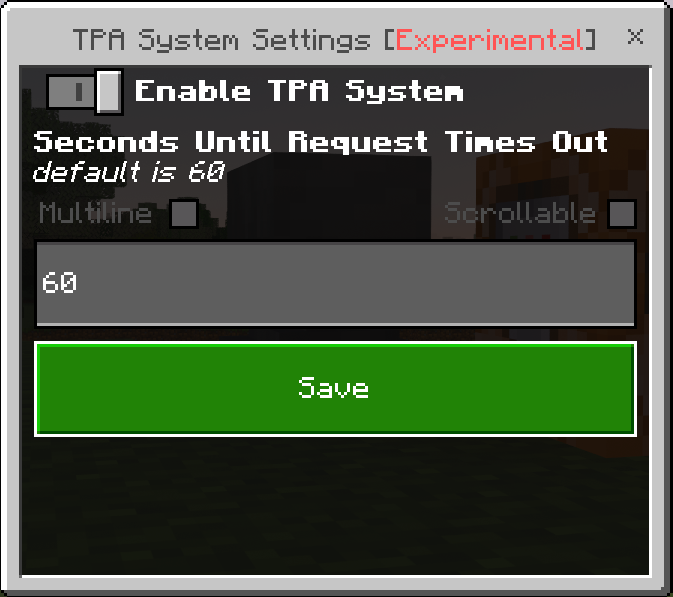 TPA System Settings [Experimental]
Enable TPA System
Seconds Until Request Times Out
default is 60
Multiline Scrollable
60
Save